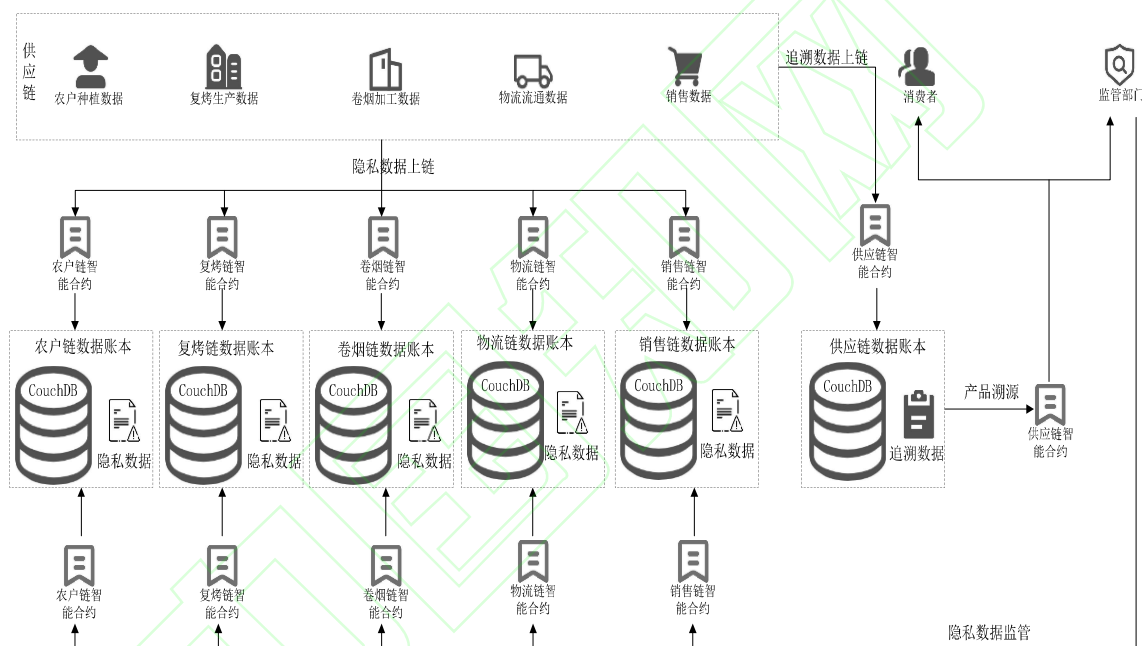 供应链
农户种植数据
复烤生产数据
卷烟加工数据
物流流通数据
销售数据
追溯数据上链
消费者
监管部门
隐私数据上链
农户链智
能合约
复烤链智
能合约
卷烟链智
能合约
物流链智
能合约
销售链智
能合约
供应链智
能合约
农户链数据账本
CouchDB
隐私数据
复烤链数据账本
CouchDB
隐私数据
卷烟链数据账本
CouchDB
隐私数据
物流链数据账本
CouchDB
隐私数据
销售链数据账本
CouchDB
隐私数据
供应链数据账本
CouchDB
追溯数据
产品溯源
供应链智
能合约
农户链智
能合约
复烤链智
能合约
卷烟链智
能合约
物流链智
能合约
销售链智
能合约
隐私数据监管